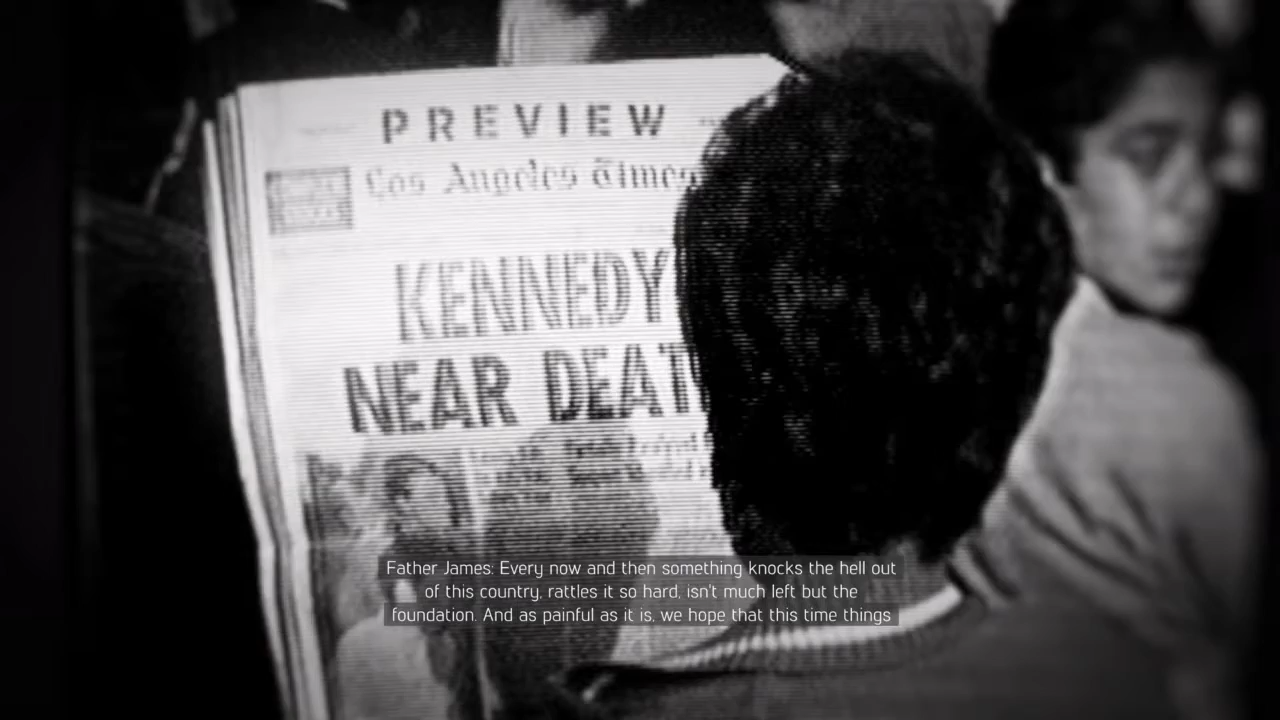 PREVIEW
Los Angeles Times
KENNEDY
NEAR DEAT
Father James: Every now and then something knocks the hell out
of this country, rattles it so hard, isn't much left but the
foundation. And as painful as it is, we hope that this time things